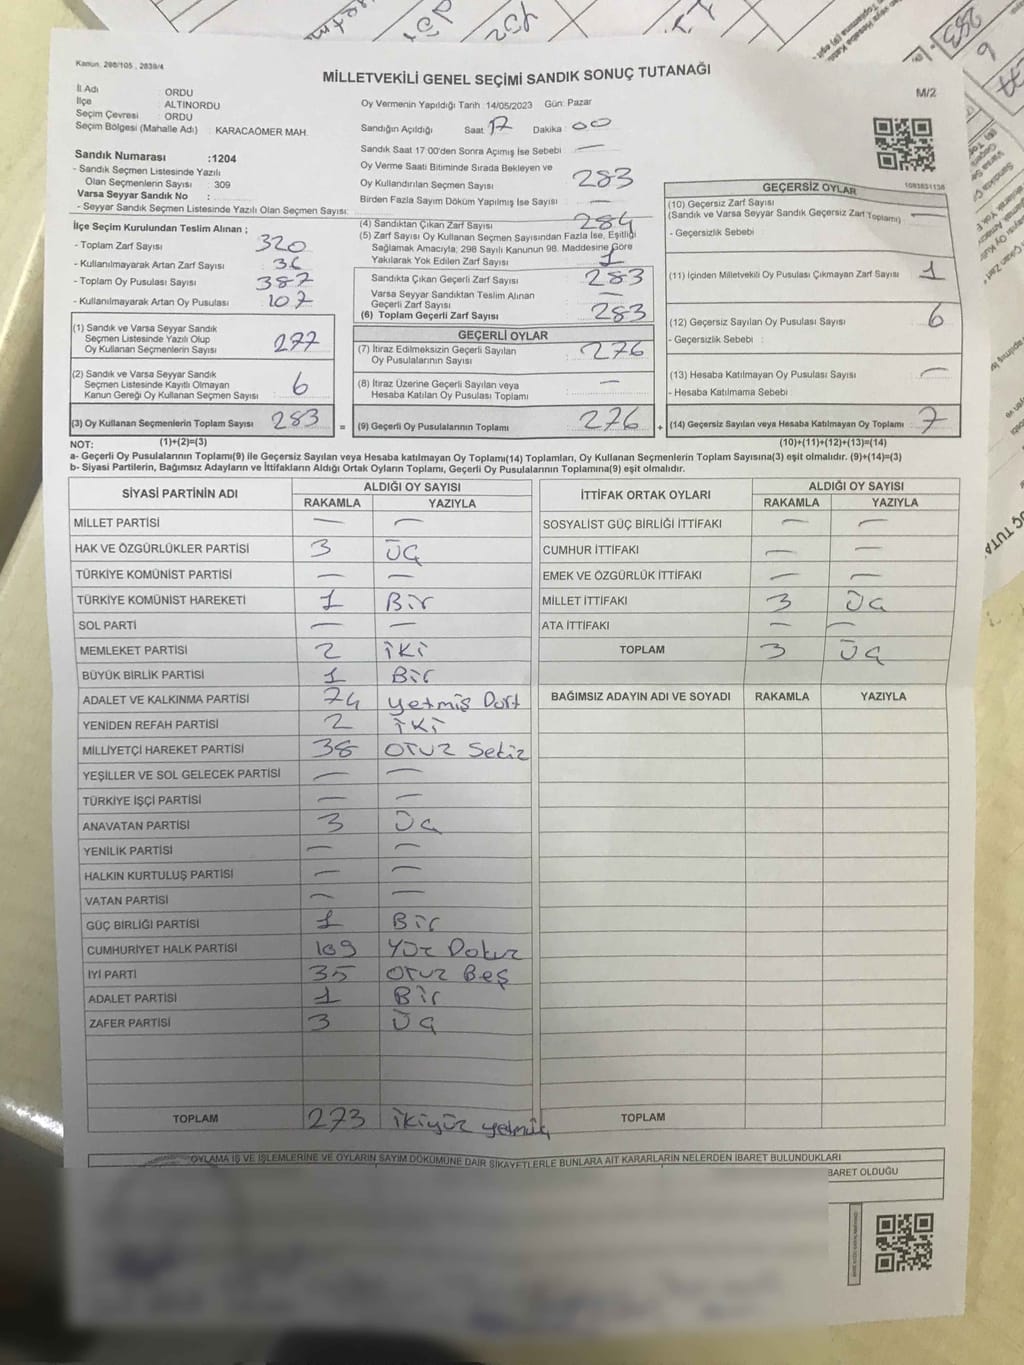 Kanun: 298/105 , 2839/4
MİLLETVEKİLİ GENEL SEÇİMİ SANDIK SONUÇ TUTANAĞI
M/2
İl Adı : ORDU
İlçe : ALTINORDU
Seçim Çevresi : ORDU
Seçim Bölgesi (Mahalle Adı) : KARACAÖMER MAH.
Oy Vermenin Yapıldığı Tarih :14/05/2023 Gün: Pazar
Sandığın Açıldığı Saat: 17 Dakika : 00
Sandık Saat 17:00'den Sonra Açımış İse Sebebi : —
Oy Verme Saati Bitiminde Sırada Bekleyen ve
Oy Kullandırılan Seçmen Sayısı : 283
Birden Fazla Sayım Döküm Yapılmış İse Sayısı : —
Sandık Numarası :1204
- Sandık Seçmen Listesinde Yazılı
Olan Seçmenlerin Sayısı : 309
Varsa Seyyar Sandık No :
- Seyyar Sandık Seçmen Listesinde Yazılı Olan Seçmen Sayısı:
İlçe Seçim Kurulundan Teslim Alınan ;
- Toplam Zarf Sayısı : 320
- Kullanılmayarak Artan Zarf Sayısı : 36
- Toplam Oy Pusulası Sayısı : 387
- Kullanılmayarak Artan Oy Pusulası : 107
(4) Sandıktan Çıkan Zarf Sayısı : 284
(5) Zarf Sayısı Oy Kullanan Seçmen Sayısından Fazla İse, Eşitliği
Sağlamak Amacıyla; 298 Sayılı Kanunun 98. Maddesine Göre
Yakılarak Yok Edilen Zarf Sayısı : 1
Sandıkta Çıkan Geçerli Zarf Sayısı : 283
Varsa Seyyar Sandıktan Teslim Alınan
Geçerli Zarf Sayısı : —
(6) Toplam Geçerli Zarf Sayısı : 283
GEÇERSİZ OYLAR
1093831138
(10) Geçersiz Zarf Sayısı
(Sandık ve Varsa Seyyar Sandık Geçersiz Zarf Toplamı) : —
- Geçersizlik Sebebi :
(11) İçinden Milletvekili Oy Pusulası Çıkmayan Zarf Sayısı : 1
(12) Geçersiz Sayılan Oy Pusulası Sayısı : 6
- Geçersizlik Sebebi :
(13) Hesaba Katılmayan Oy Pusulası Sayısı : —
- Hesaba Katılmama Sebebi :
(1) Sandık ve Varsa Seyyar Sandık
Seçmen Listesinde Yazılı Olup
Oy Kullanan Seçmenlerin Sayısı : 277
(2) Sandık ve Varsa Seyyar Sandık
Seçmen Listesinde Kayıtlı Olmayan
Kanun Gereği Oy Kullanan Seçmen Sayısı : 6
GEÇERLİ OYLAR
(7) İtiraz Edilmeksizin Geçerli Sayılan
Oy Pusulalarının Sayısı : 276
(8) İtiraz Üzerine Geçerli Sayılan veya
Hesaba Katılan Oy Pusulası Toplamı : —
(3) Oy Kullanan Seçmenlerin Toplam Sayısı : 283 = (9) Geçerli Oy Pusulalarının Toplamı : 276 + (14) Geçersiz Sayılan veya Hesaba Katılmayan Oy Toplamı : 7
NOT: (1)+(2)=(3) (10)+(11)+(12)+(13)=(14)
a- Geçerli Oy Pusulalarının Toplamı(9) ile Geçersiz Sayılan veya Hesaba katılmayan Oy Toplamı(14) Toplamları, Oy Kullanan Seçmenlerin Toplam Sayısına(3) eşit olmalıdır. (9)+(14)=(3)
b- Siyasi Partilerin, Bağımsız Adayların ve İttifakların Aldığı Ortak Oyların Toplamı, Geçerli Oy Pusulalarının Toplamına(9) eşit olmalıdır.
SİYASİ PARTİNİN ADI ALDIĞI OY SAYISI
RAKAMLA YAZIYLA
MİLLET PARTİSİ — —
HAK VE ÖZGÜRLÜKLER PARTİSİ 3 ÜÇ
TÜRKİYE KOMÜNİST PARTİSİ — —
TÜRKİYE KOMÜNİST HAREKETİ 1 Bir
SOL PARTİ — —
MEMLEKET PARTİSİ 2 İKİ
BÜYÜK BİRLİK PARTİSİ 1 Bir
ADALET VE KALKINMA PARTİSİ 74 yetmiş Dört
YENİDEN REFAH PARTİSİ 2 İKİ
MİLLİYETÇİ HAREKET PARTİSİ 38 OTUZ Sekiz
YEŞİLLER VE SOL GELECEK PARTİSİ — —
TÜRKİYE İŞÇİ PARTİSİ — —
ANAVATAN PARTİSİ 3 ÜÇ
YENİLİK PARTİSİ — —
HALKIN KURTULUŞ PARTİSİ — —
VATAN PARTİSİ — —
GÜÇ BİRLİĞİ PARTİSİ 1 Bir
CUMHURİYET HALK PARTİSİ 109 Yüz Dokuz
İYİ PARTİ 35 OTUZ Beş
ADALET PARTİSİ 1 Bir
ZAFER PARTİSİ 3 ÜÇ
TOPLAM 273 ikiyüz yetmiş
İTTİFAK ORTAK OYLARI ALDIĞI OY SAYISI
RAKAMLA YAZIYLA
SOSYALİST GÜÇ BİRLİĞİ İTTİFAKI — —
CUMHUR İTTİFAKI — —
EMEK VE ÖZGÜRLÜK İTTİFAKI — —
MİLLET İTTİFAKI 3 ÜÇ
ATA İTTİFAKI — —
TOPLAM 3 ÜÇ
BAĞIMSIZ ADAYIN ADI VE SOYADI RAKAMLA YAZIYLA
TOPLAM
OYLAMA İŞ VE İŞLEMLERİNE VE OYLARIN SAYIM DÖKÜMÜNE DAİR ŞİKAYETLERLE BUNLARA AİT KARARLARIN NELERDEN İBARET BULUNDUKLARI
BARET OLDUĞU